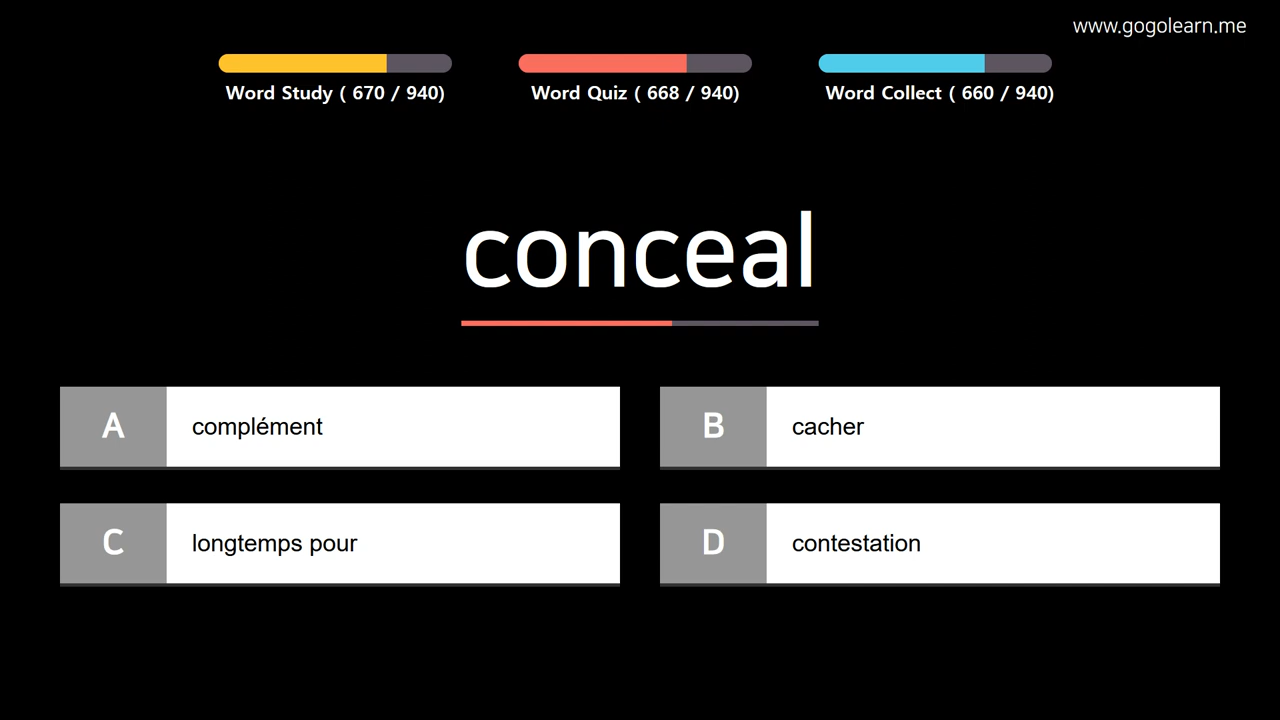 www.gogolearn.me
Word Study ( 670 / 940)
Word Quiz ( 668 / 940)
Word Collect ( 660 / 940)
conceal
A complément
B cacher
C longtemps pour
D contestation